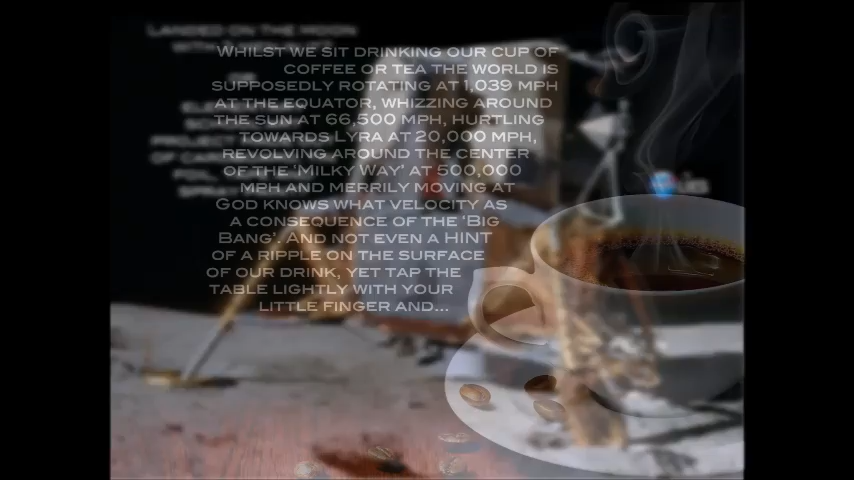 LANDED ON THE MOON
WHILST WE SIT DRINKING OUR CUP OF
COFFEE OR TEA THE WORLD IS
SUPPOSEDLY ROTATING AT 1,039 MPH
AT THE EQUATOR, WHIZZING AROUND
THE SUN AT 66,500 MPH, HURTLING
TOWARDS LYRA AT 20,000 MPH,
REVOLVING AROUND THE CENTER
OF THE 'MILKY WAY' AT 500,000
MPH AND MERRILY MOVING AT
GOD KNOWS WHAT VELOCITY AS
A CONSEQUENCE OF THE 'BIG
BANG'. AND NOT EVEN A HINT
OF A RIPPLE ON THE SURFACE
OF OUR DRINK, YET TAP THE
TABLE LIGHTLY WITH YOUR
LITTLE FINGER AND...